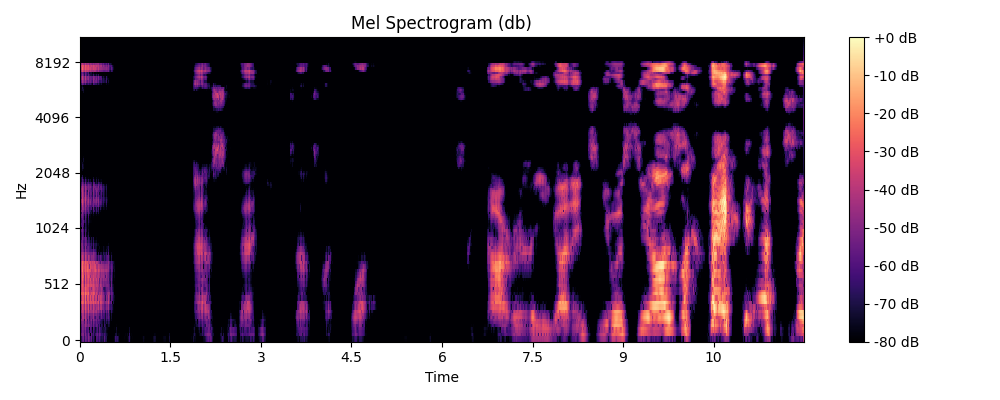 Mel Spectrogram (db)
8192
4096
2048
1024
512
0
Hz
0 1.5 3 4.5 6 7.5 9 10
Time
+0 dB
-10 dB
-20 dB
-30 dB
-40 dB
-50 dB
-60 dB
-70 dB
-80 dB